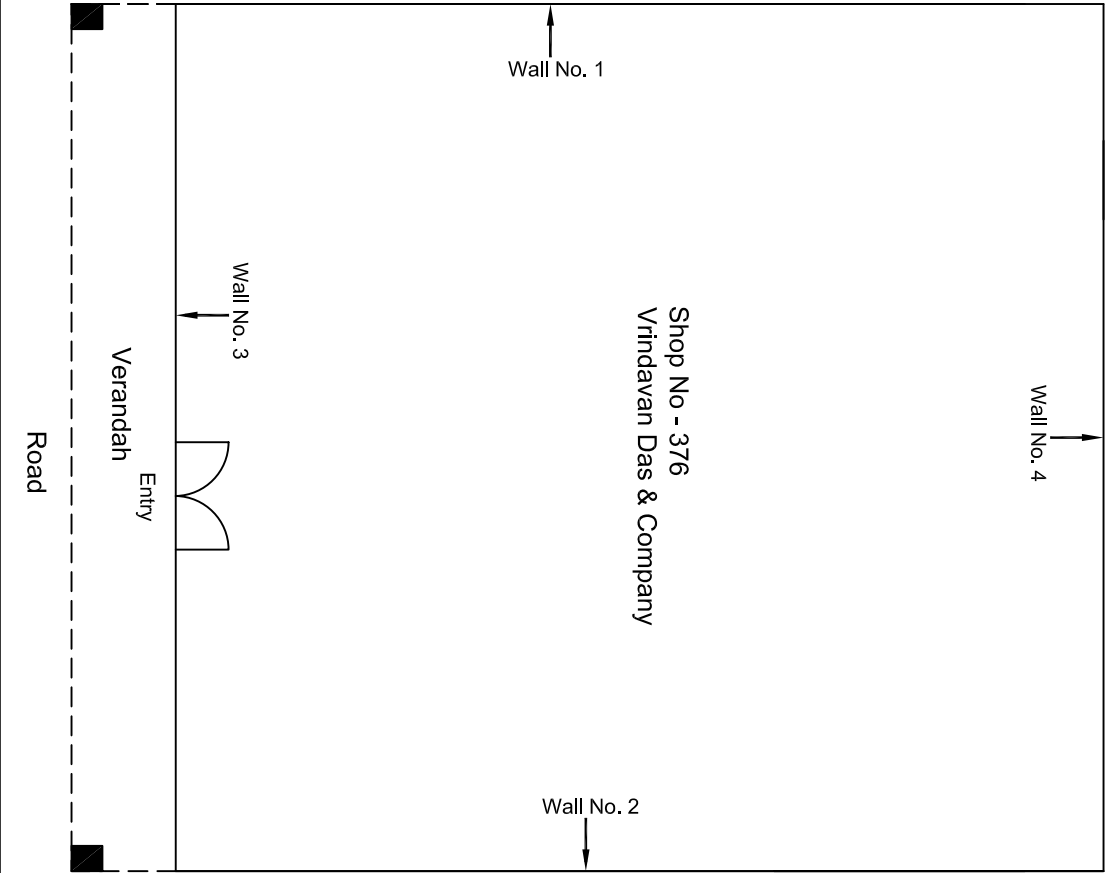 Wall No. 1
Wall No. 3
Shop No - 376
Vrindavan Das & Company
Wall No. 4
Verandah
Entry
Road
Wall No. 2